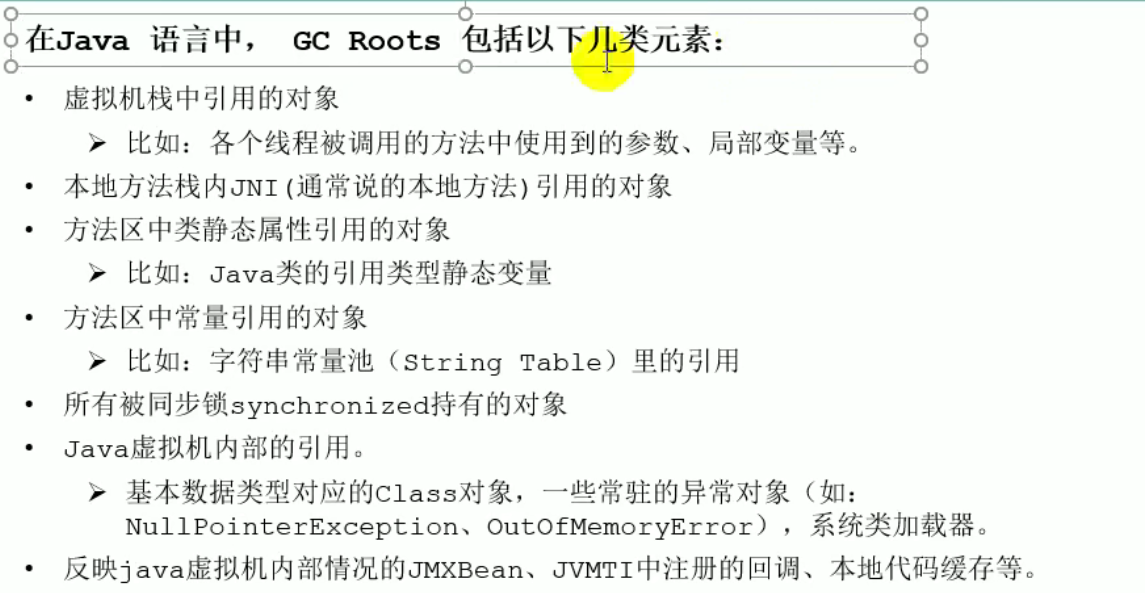 在Java 语言中， GC Roots 包括以下几类元素：
• 虚拟机栈中引用的对象
➢ 比如：各个线程被调用的方法中使用到的参数、局部变量等。
• 本地方法栈内JNI(通常说的本地方法)引用的对象
• 方法区中类静态属性引用的对象
➢ 比如：Java类的引用类型静态变量
• 方法区中常量引用的对象
➢ 比如：字符串常量池（String Table）里的引用
• 所有被同步锁synchronized持有的对象
• Java虚拟机内部的引用。
➢ 基本数据类型对应的Class对象，一些常驻的异常对象（如：
NullPointerException、OutOfMemoryError），系统类加载器。
• 反映java虚拟机内部情况的JMXBean、JVMTI中注册的回调、本地代码缓存等。